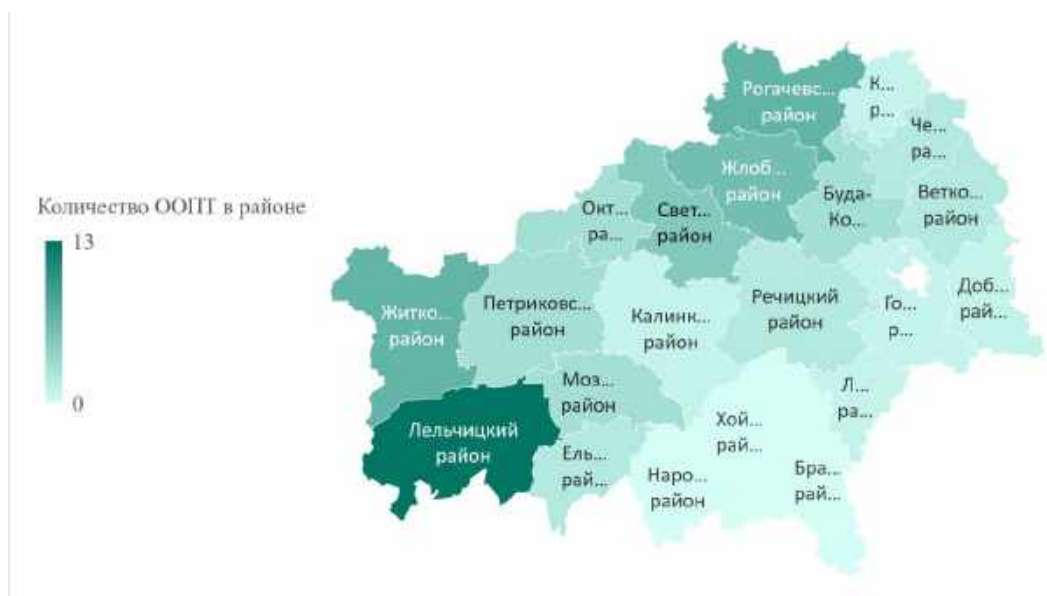 Количество ООПТ в районе
13
0
Рогачевс...
район
К...
р...
Че...
ра...
Жлоб...
район
Буда-
Ко...
Ветко...
район
Окт...
ра...
Свет...
район
Житко...
район
Петриковс...
район
Калинк...
район
Речицкий
район
Го...
р...
Доб...
рай...
Моз...
район
Л...
ра...
Лельчицкий
район
Ель...
рай...
Хой...
рай...
Наро...
район
Бра...
рай...